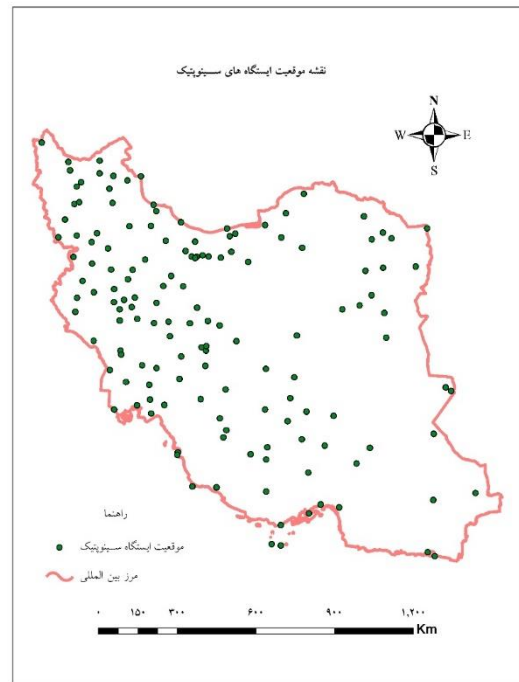 نقشه موقعیت ایستگاه های سینوپتیک
N
W E
S
راهنما
موقعیت ایستگاه سینوپتیک
مرز بین المللی
۰ ۱۵۰ ۳۰۰ ۶۰۰ ۹۰۰ ۱,۲۰۰
Km